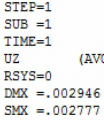 STEP=1
SUB =1
TIME=1
UZ (AVG
RSYS=0
DMX =.002946
SMX =.002777